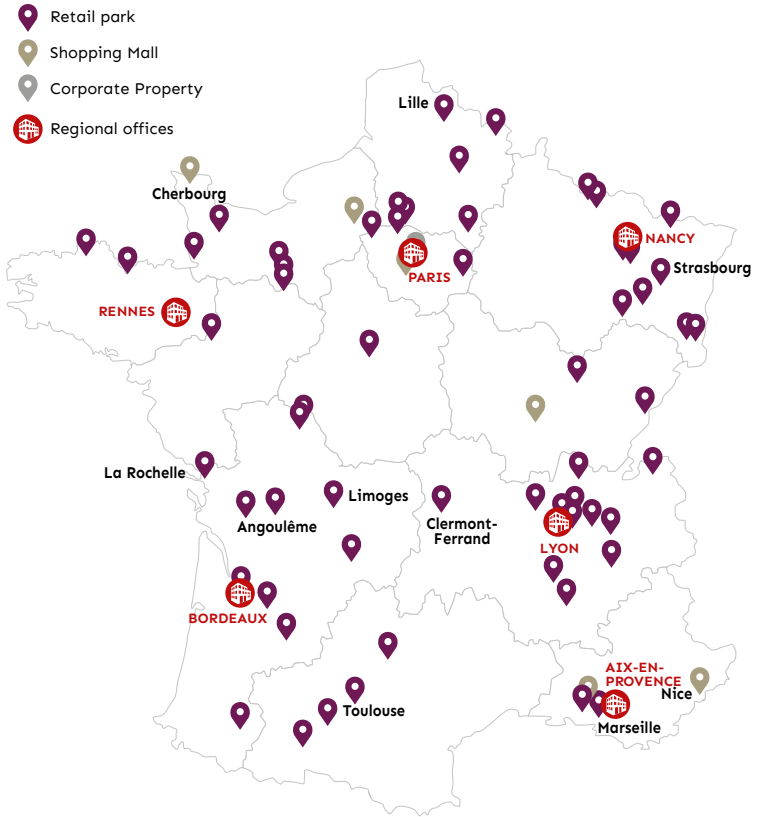 Retail park
Shopping Mall
Corporate Property
Regional offices
Lille
Cherbourg
NANCY
Strasbourg
PARIS
RENNES
La Rochelle
Limoges
Angoulême
Clermont-
Ferrand
LYON
BORDEAUX
AIX-EN-
PROVENCE
Nice
Toulouse
Marseille